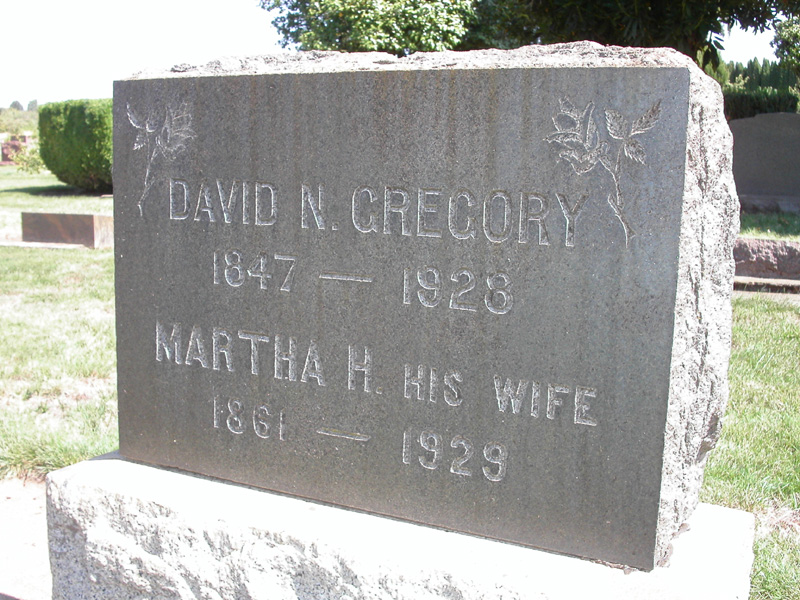 DAVID N. GREGORY
1847 — 1928
MARTHA H. HIS WIFE
1861 — 1929